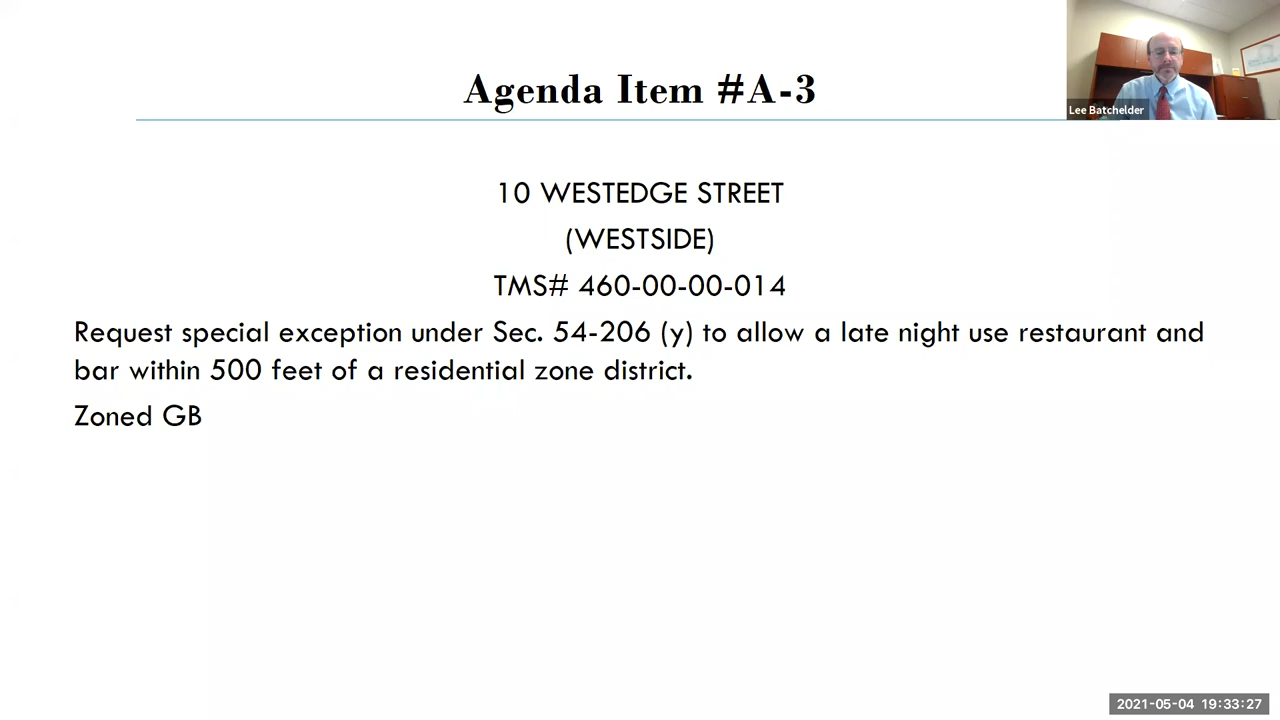 Agenda Item #A-3
Lee Batchelder
10 WESTEDGE STREET
(WESTSIDE)
TMS# 460-00-00-014
Request special exception under Sec. 54-206 (y) to allow a late night use restaurant and
bar within 500 feet of a residential zone district.
Zoned GB
2021-05-04 19:33:27